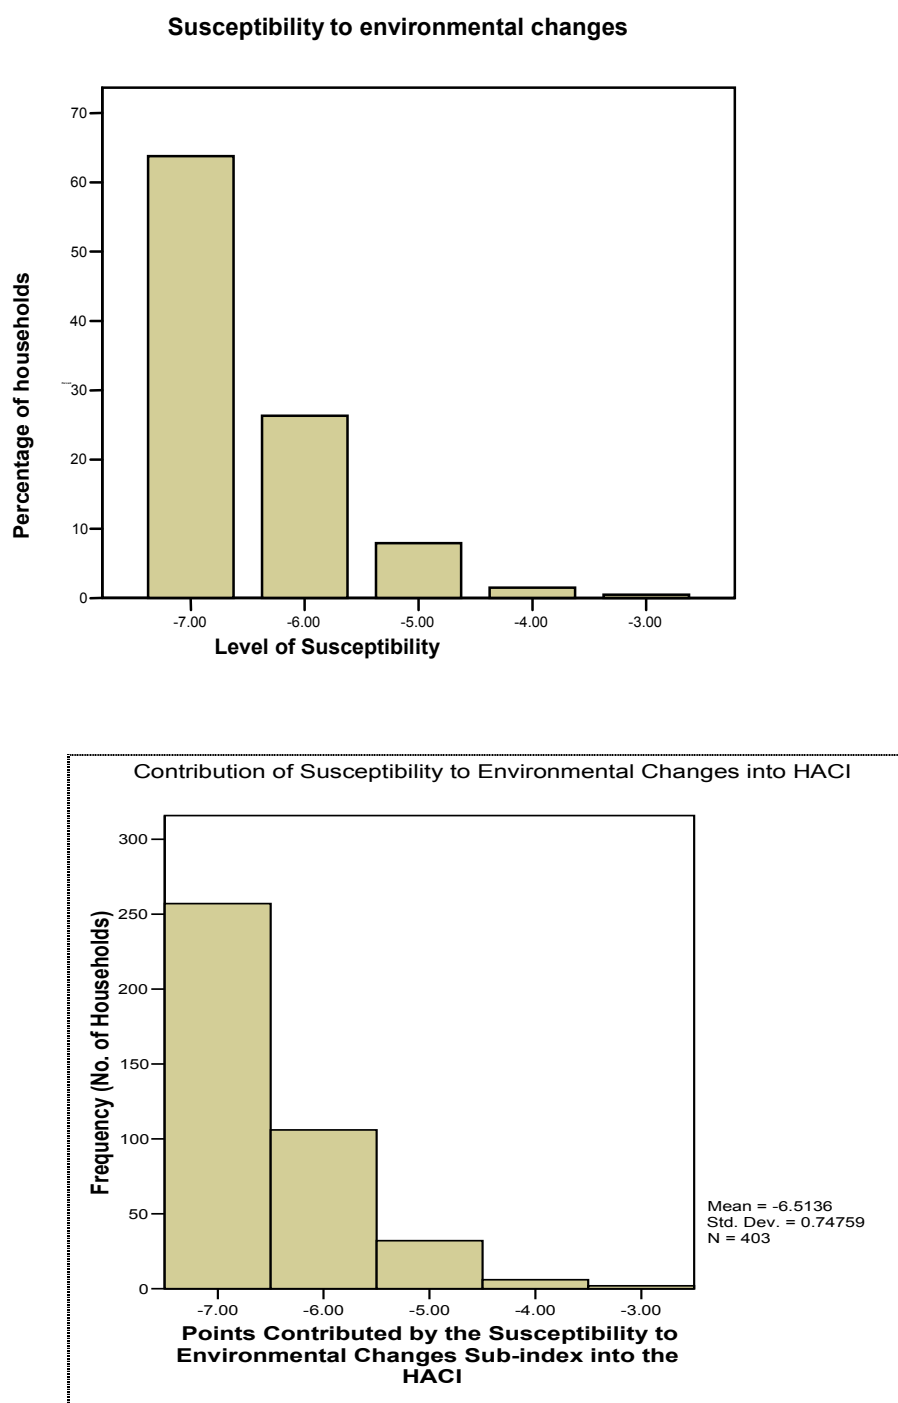 Susceptibility to environmental changes
70
60
50
40
30
20
10
0
Percentage of households
-7.00 -6.00 -5.00 -4.00 -3.00
Level of Susceptibility
Contribution of Susceptibility to Environmental Changes into HACI
300
250
200
150
100
50
0
Frequency (No. of Households)
-7.00 -6.00 -5.00 -4.00 -3.00
Mean = -6.5136
Std. Dev. = 0.74759
N = 403
Points Contributed by the Susceptibility to
Environmental Changes Sub-index into the
HACI